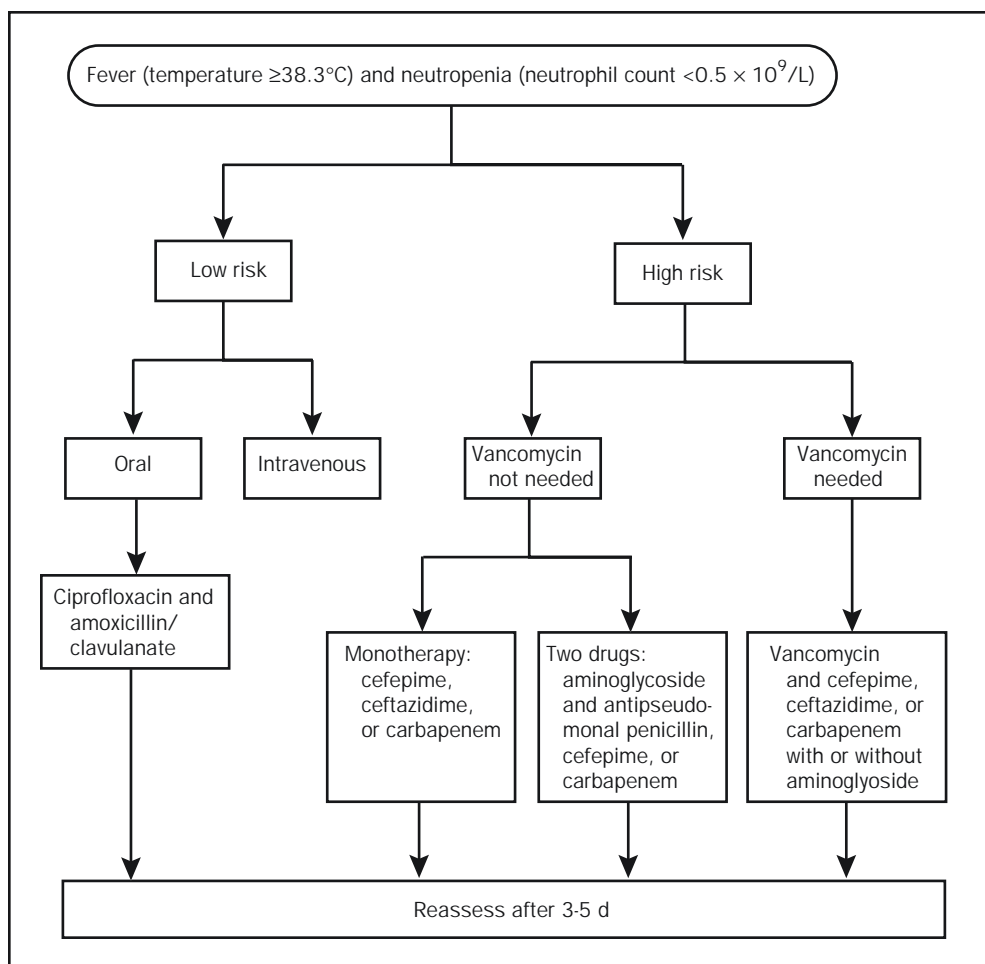 Fever (temperature ≥38.3°C) and neutropenia (neutrophil count <0.5 × 10⁹/L)
Low risk
High risk
Oral
Intravenous
Vancomycin
not needed
Vancomycin
needed
Ciprofloxacin and
amoxicillin/
clavulanate
Monotherapy:
cefepime,
ceftazidime,
or carbapenem
Two drugs:
aminoglycoside
and antipseudo-
monal penicillin,
cefepime, or
carbapenem
Vancomycin
and cefepime,
ceftazidime, or
carbapenem
with or without
aminoglyoside
Reassess after 3-5 d